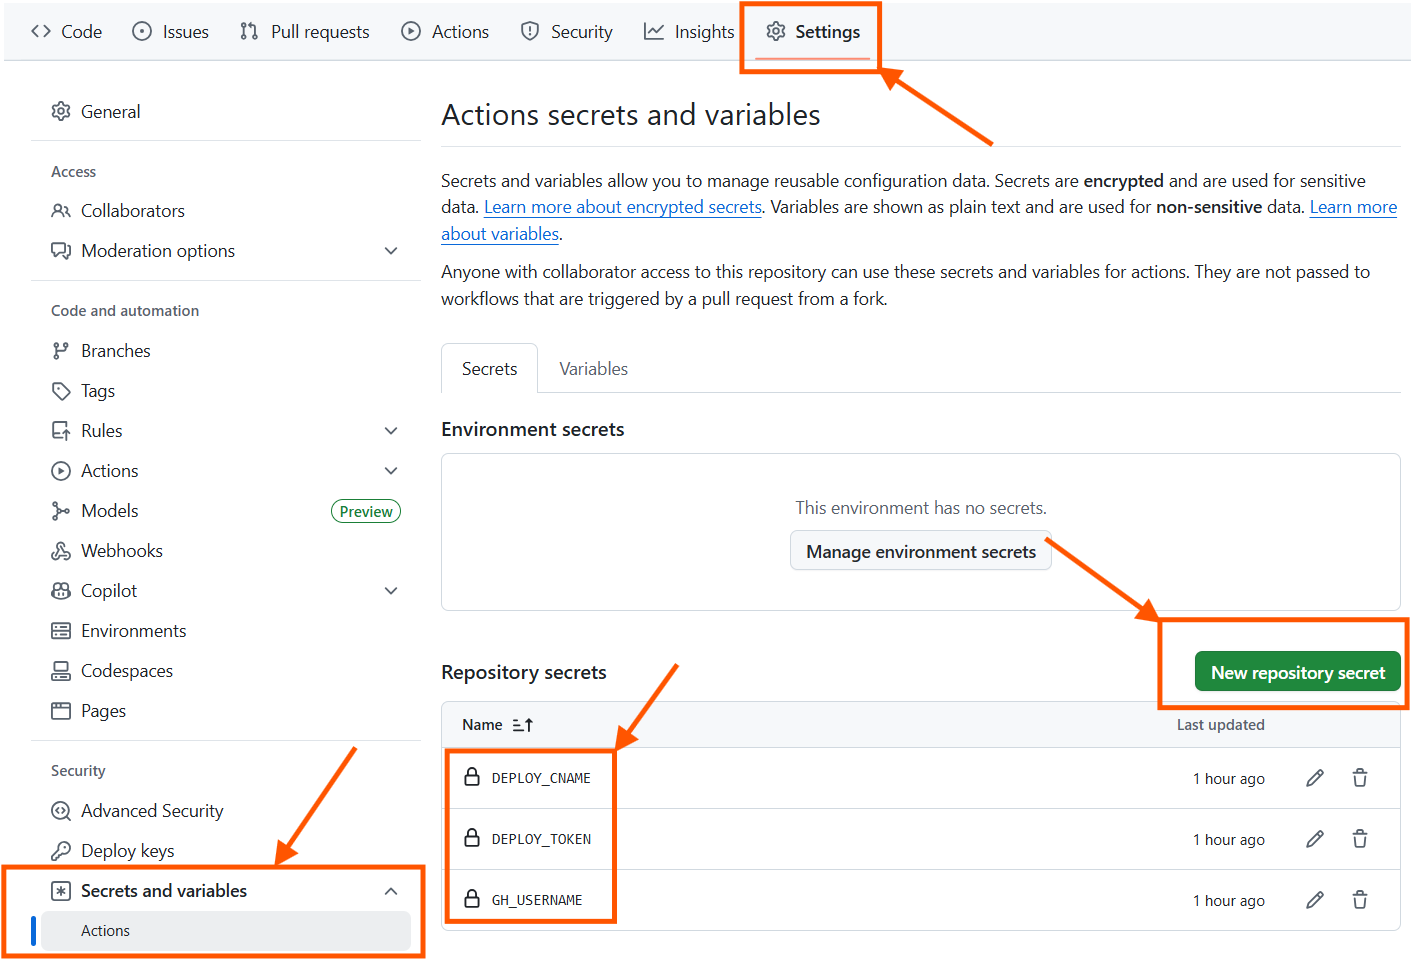 Code
Issues
Pull requests
Actions
Security
Insights
Settings
General
Access
Collaborators
Moderation options
Code and automation
Branches
Tags
Rules
Actions
Models
Preview
Webhooks
Copilot
Environments
Codespaces
Pages
Security
Advanced Security
Deploy keys
Secrets and variables
Actions
Actions secrets and variables
Secrets and variables allow you to manage reusable configuration data. Secrets are encrypted and are used for sensitive
data. Learn more about encrypted secrets. Variables are shown as plain text and are used for non-sensitive data. Learn more
about variables.
Anyone with collaborator access to this repository can use these secrets and variables for actions. They are not passed to
workflows that are triggered by a pull request from a fork.
Secrets
Variables
Environment secrets
This environment has no secrets.
Manage environment secrets
Repository secrets
New repository secret
Name
Last updated
DEPLOY_CNAME
1 hour ago
DEPLOY_TOKEN
1 hour ago
GH_USERNAME
1 hour ago